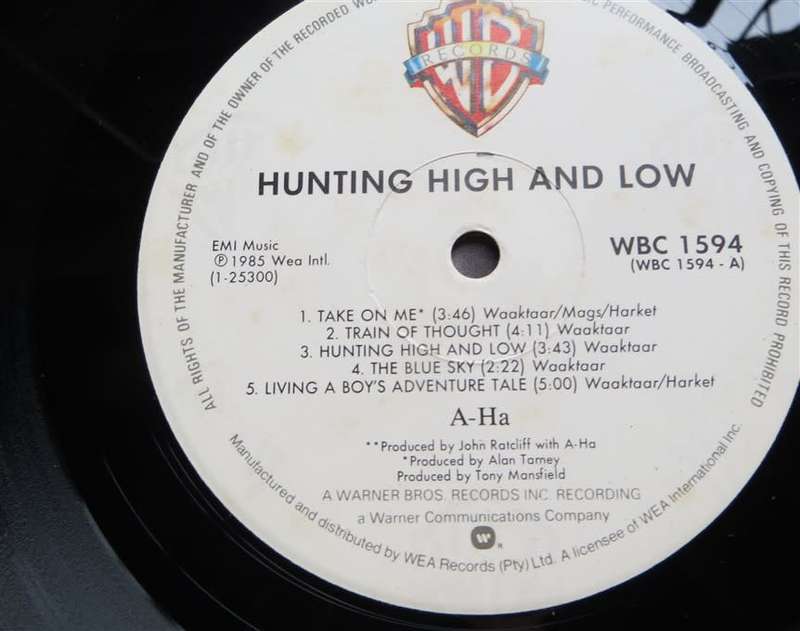 ALL RIGHTS OF THE MANUFACTURER AND OF THE OWNER OF THE RECORDED
PERFORMANCE BROADCASTING AND COPYING OF THIS RECORD PROHIBITED
WB
RECORDS
HUNTING HIGH AND LOW
EMI Music
℗ 1985 Wea Intl.
(1-25300)
WBC 1594
(WBC 1594 - A)
1. TAKE ON ME* (3:46) Waaktaar/Mags/Harket
2. TRAIN OF THOUGHT (4:11) Waaktaar
3. HUNTING HIGH AND LOW (3:43) Waaktaar
4. THE BLUE SKY (2:22) Waaktaar
5. LIVING A BOY'S ADVENTURE TALE (5:00) Waaktaar/Harket
A-Ha
**Produced by John Ratcliff with A-Ha
*Produced by Alan Tarney
Produced by Tony Mansfield
A WARNER BROS. RECORDS INC. RECORDING
a Warner Communications Company
Manufactured and distributed by WEA Records (Pty) Ltd. A licensee of WEA International Inc.